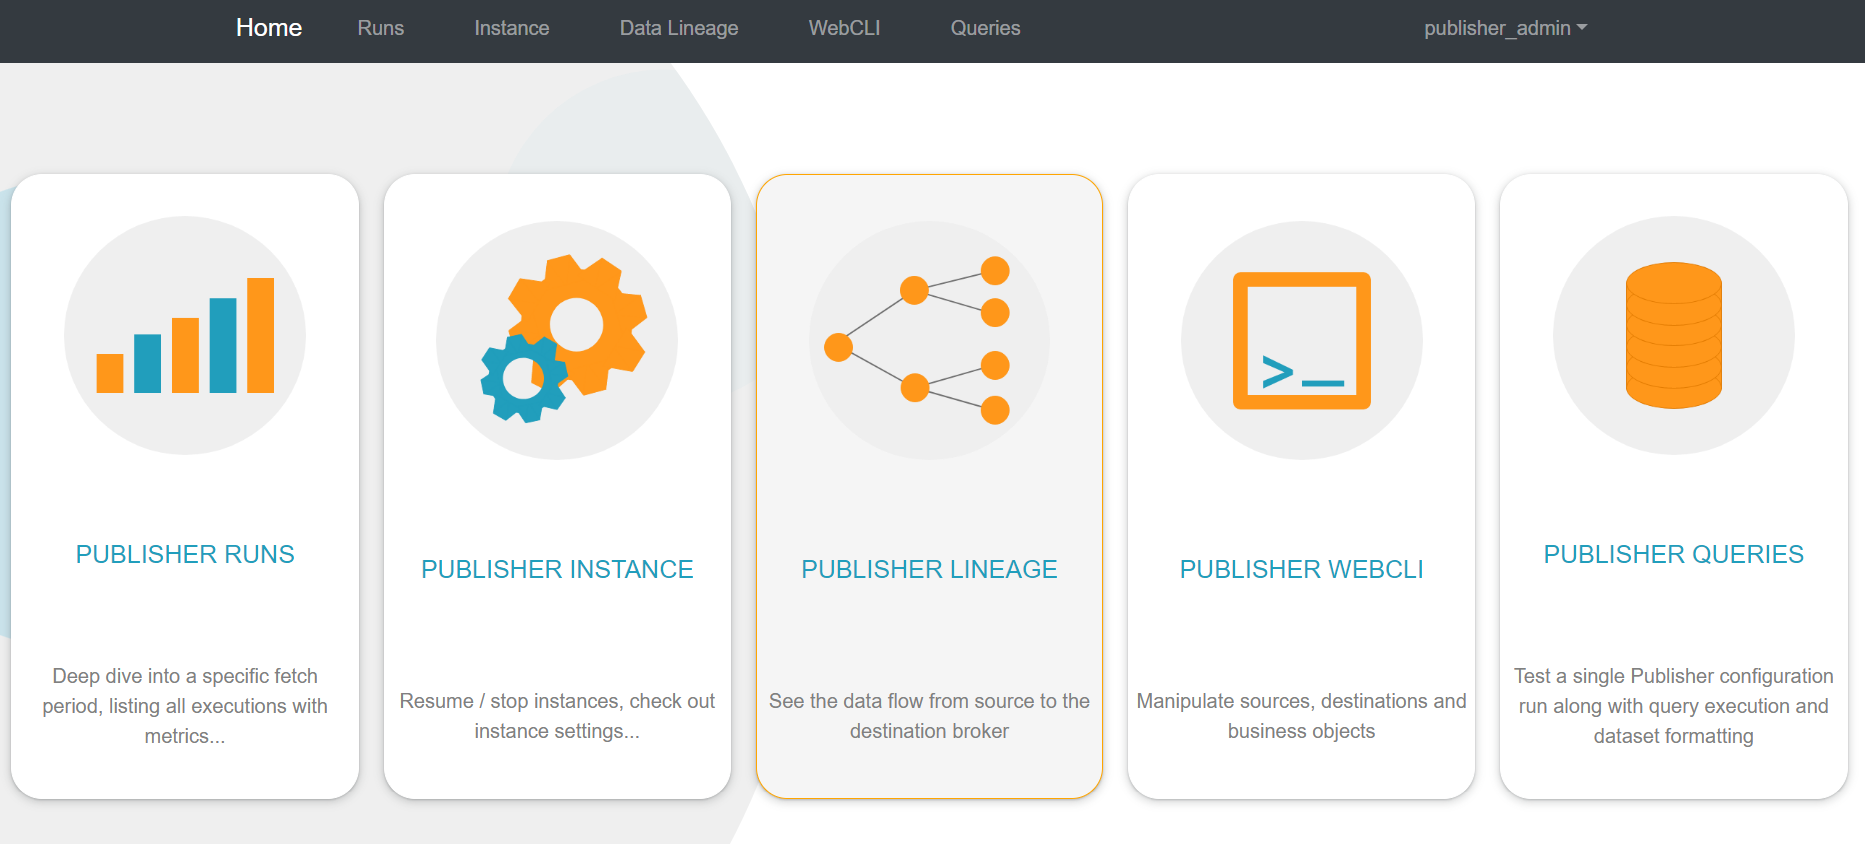 Home Runs Instance Data Lineage WebCLI Queries publisher_admin
>_
PUBLISHER RUNS
Deep dive into a specific fetch
period, listing all executions with
metrics...
PUBLISHER INSTANCE
Resume / stop instances, check out
instance settings...
PUBLISHER LINEAGE
See the data flow from source to the
destination broker
PUBLISHER WEBCLI
Manipulate sources, destinations and
business objects
PUBLISHER QUERIES
Test a single Publisher configuration
run along with query execution and
dataset formatting